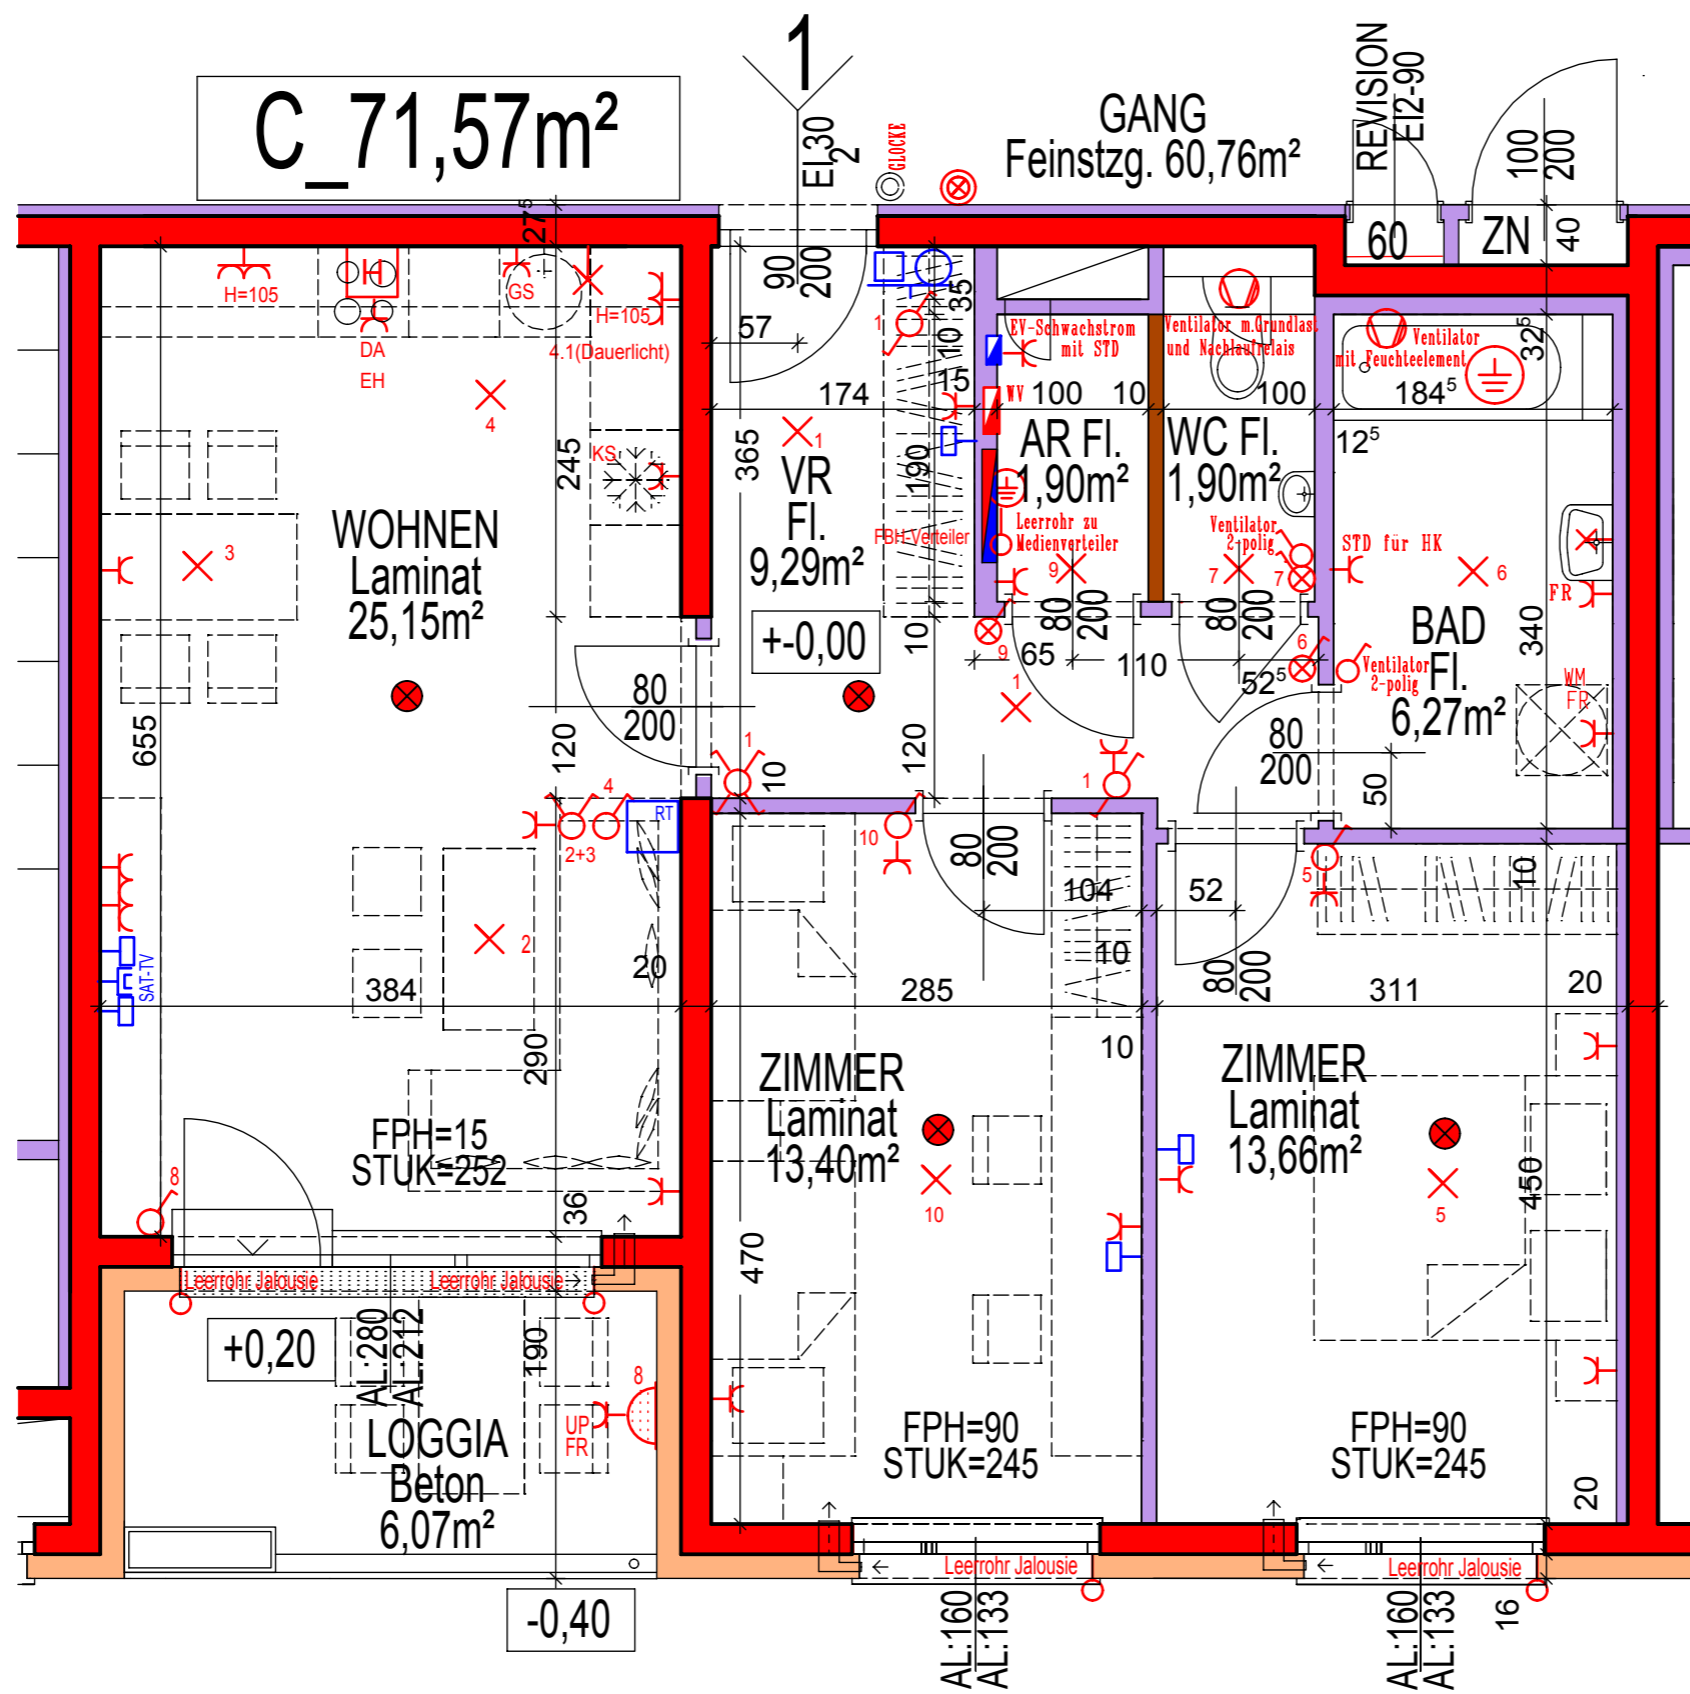 C_71,57m²
1
EI₂30
GLOCKE
GANG
Feinstzg. 60,76m²
REVISION
EI2-90
100
200
27⁵
60
ZN
40
H=105
DA
EH
GS
H=105
4.1(Dauerlicht)
4
KS
90
200
57
1
35
10
15
174
365
190
EV-Schwachstrom
mit STD
WV
100
10
Ventilator m.Grundlast
und Nachlaufrelais
100
Ventilator
mit Feuchteelement
32⁵
184⁵
12⁵
245
WOHNEN
Laminat
25,15m²
3
1
VR
Fl.
9,29m²
FBH-Verteiler
AR Fl.
1,90m²
Leerrohr zu
Medienverteiler
9
WC Fl.
1,90m²
Ventilator
2-polig
7
7
STD für HK
6
FR
+-0,00
80
200
10
9
65
80
200
110
80
200
52⁵
6
Ventilator
2-polig
BAD
Fl.
6,27m²
340
WM
FR
655
120
80
200
1
10
120
1
1
80
200
50
4
2+3
RT
10
80
200
104
52
5
10
2
SAT-TV
384
20
285
10
80
200
311
20
290
10
ZIMMER
Laminat
13,40m²
ZIMMER
Laminat
13,66m²
FPH=15
STUK=252
8
36
10
5
450
470
Leerrohr Jalousie
Leerrohr Jalousie
+0,20
AL:280
AL:212
190
8
UP
FR
LOGGIA
Beton
6,07m²
FPH=90
STUK=245
FPH=90
STUK=245
20
Leerrohr Jalousie
Leerrohr Jalousie
-0,40
AL:160
AL:133
AL:160
AL:133
16